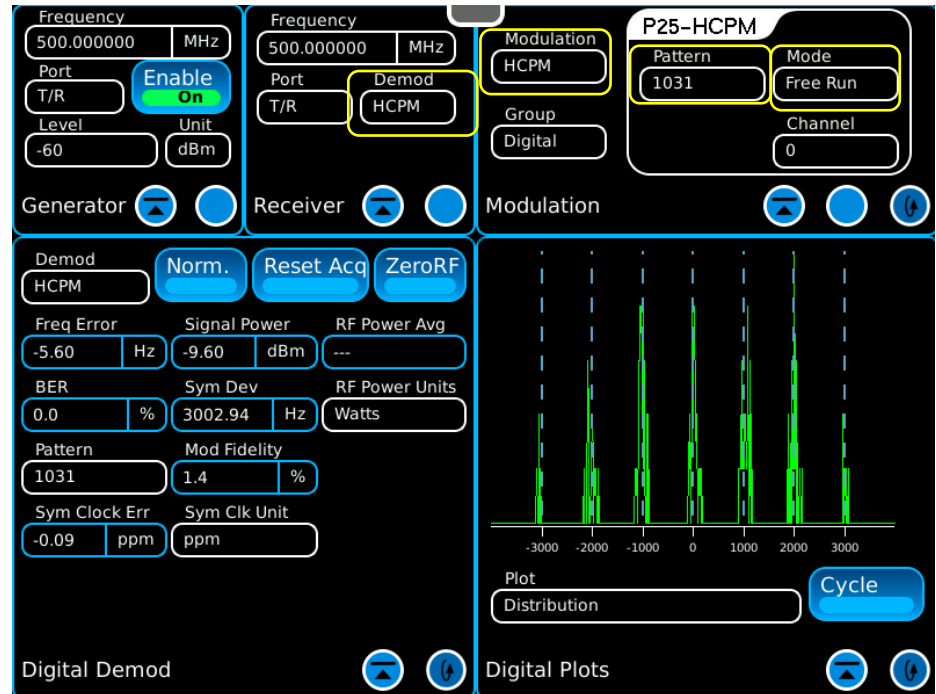 Frequency
500.000000 MHz
Port
T/R
Enable
On
Level Unit
-60 dBm
Generator
Frequency
500.000000 MHz
Port Demod
T/R HCPM
Receiver
Modulation
HCPM
Group
Digital
P25-HCPM
Pattern Mode
1031 Free Run
Channel
0
Modulation
Demod
HCPM
Norm. Reset Acq ZeroRF
Freq Error Signal Power RF Power Avg
-5.60 Hz -9.60 dBm ---
BER Sym Dev RF Power Units
0.0 % 3002.94 Hz Watts
Pattern Mod Fidelity
1031 1.4 %
Sym Clock Err Sym Clk Unit
-0.09 ppm ppm
Digital Demod
-3000 -2000 -1000 0 1000 2000 3000
Plot
Distribution
Cycle
Digital Plots